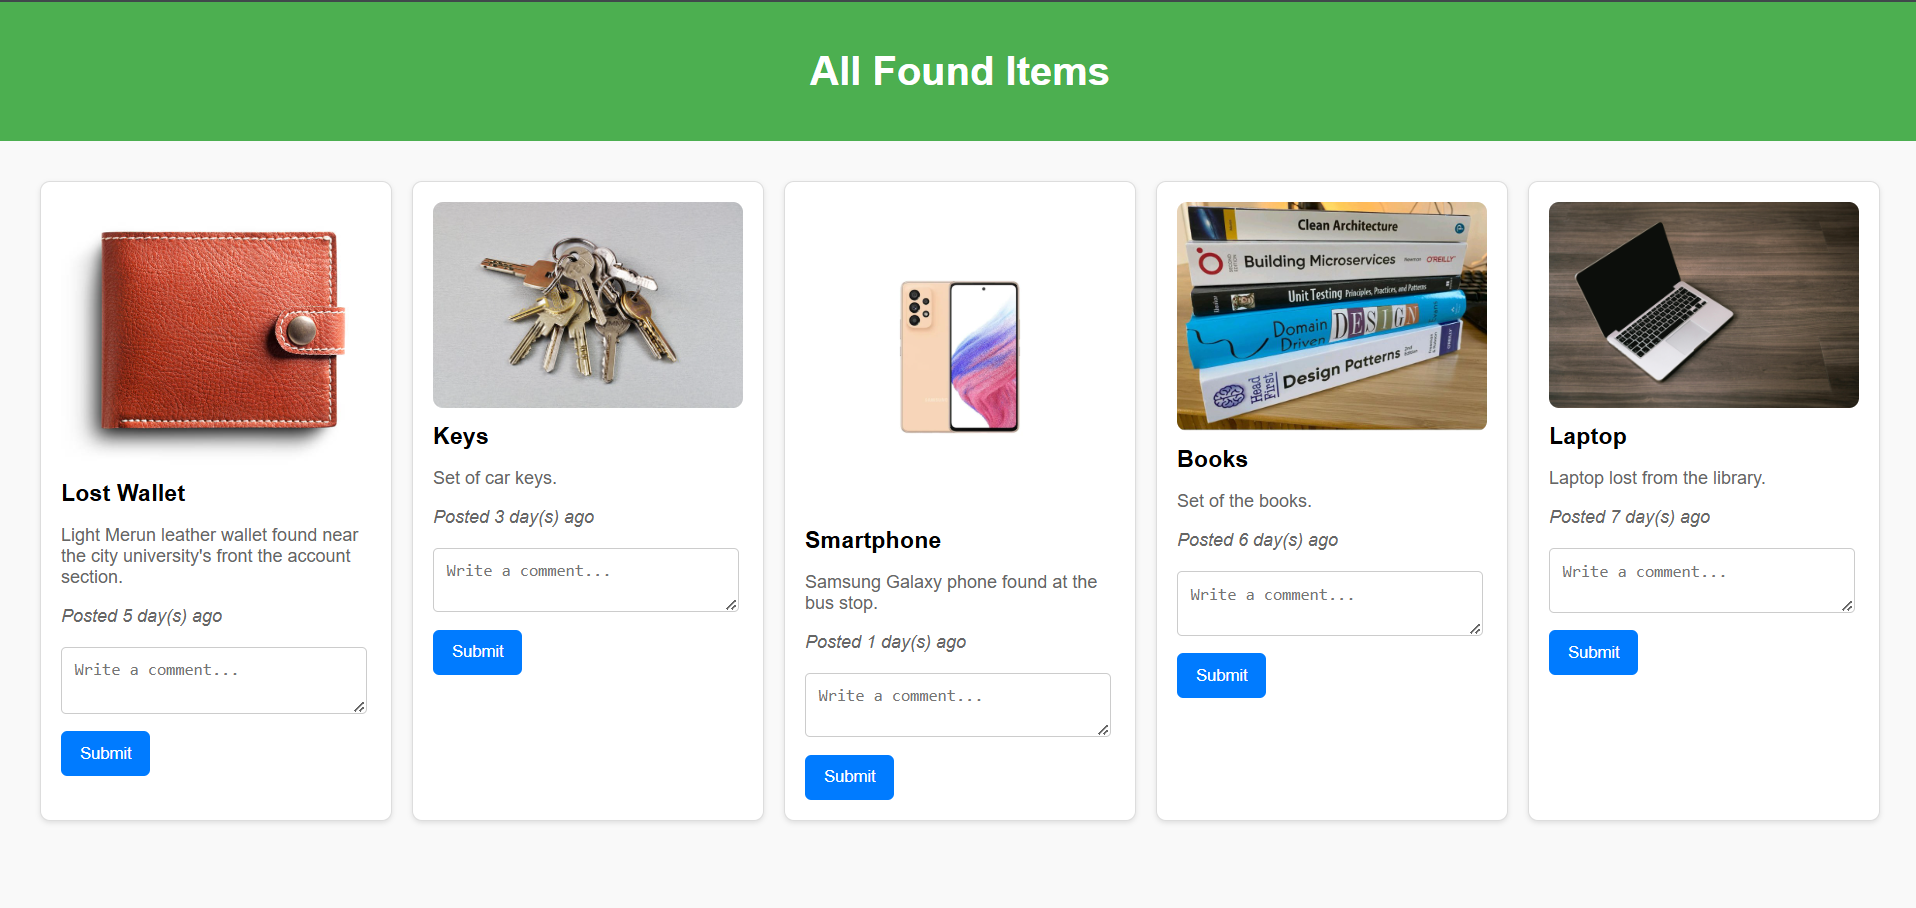 All Found Items
Lost Wallet
Light Merun leather wallet found near
the city university's front the account
section.
Posted 5 day(s) ago
Write a comment...
Submit
Keys
Set of car keys.
Posted 3 day(s) ago
Write a comment...
Submit
Smartphone
Samsung Galaxy phone found at the
bus stop.
Posted 1 day(s) ago
Write a comment...
Submit
Clean Architecture
Building Microservices
O'REILLY
Unit Testing Principles, Practices, and Patterns
Domain
Driven
DESIGN
Head First
Design Patterns
2nd Edition
Books
Set of the books.
Posted 6 day(s) ago
Write a comment...
Submit
Laptop
Laptop lost from the library.
Posted 7 day(s) ago
Write a comment...
Submit